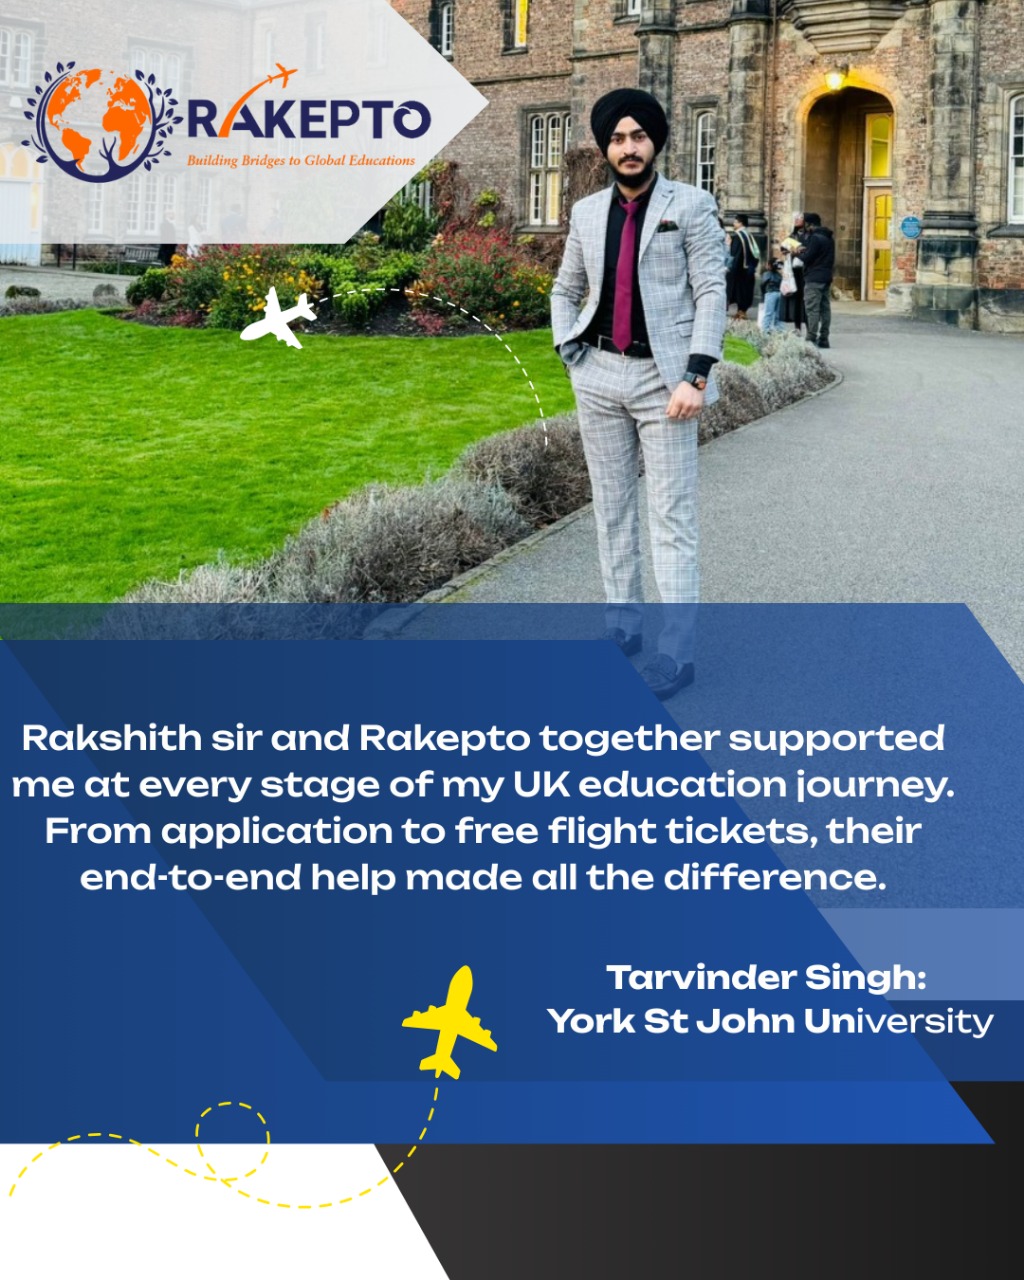 RAKEPTO
Building Bridges to Global Educations
Rakshith sir and Rakepto together supported
me at every stage of my UK education journey.
From application to free flight tickets, their
end-to-end help made all the difference.
Tarvinder Singh:
York St John University